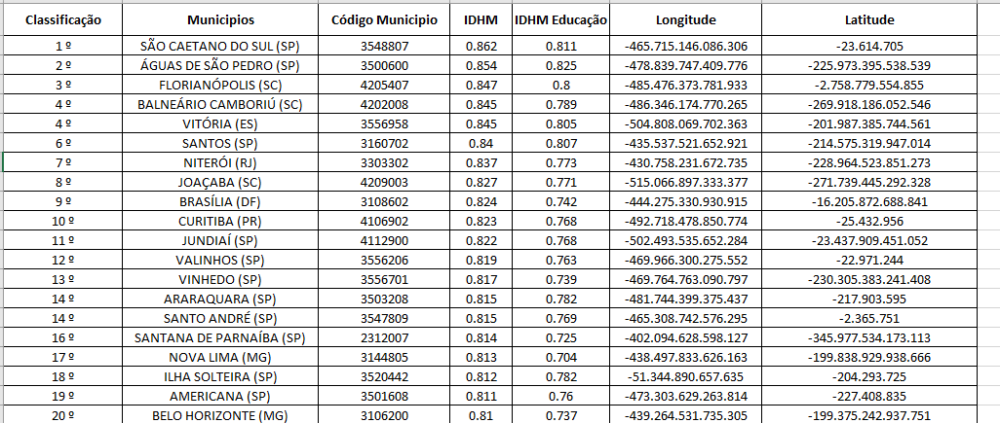 Classificação Municipios Código Municipio IDHM IDHM Educação Longitude Latitude
1 º SÃO CAETANO DO SUL (SP) 3548807 0.862 0.811 -465.715.146.086.306 -23.614.705
2 º ÁGUAS DE SÃO PEDRO (SP) 3500600 0.854 0.825 -478.839.747.409.776 -225.973.395.538.539
3 º FLORIANÓPOLIS (SC) 4205407 0.847 0.8 -485.476.373.781.933 -2.758.779.554.855
4 º BALNEÁRIO CAMBORIÚ (SC) 4202008 0.845 0.789 -486.346.174.770.265 -269.918.186.052.546
4 º VITÓRIA (ES) 3556958 0.845 0.805 -504.808.069.702.363 -201.987.385.744.561
6 º SANTOS (SP) 3160702 0.84 0.807 -435.537.521.652.921 -214.575.319.947.014
7 º NITERÓI (RJ) 3303302 0.837 0.773 -430.758.231.672.735 -228.964.523.851.273
8 º JOAÇABA (SC) 4209003 0.827 0.771 -515.066.897.333.377 -271.739.445.292.328
9 º BRASÍLIA (DF) 3108602 0.824 0.742 -444.275.330.930.915 -16.205.872.688.841
10 º CURITIBA (PR) 4106902 0.823 0.768 -492.718.478.850.774 -25.432.956
11 º JUNDIAÍ (SP) 4112900 0.822 0.768 -502.493.535.652.284 -23.437.909.451.052
12 º VALINHOS (SP) 3556206 0.819 0.763 -469.966.300.275.552 -22.971.244
13 º VINHEDO (SP) 3556701 0.817 0.739 -469.764.763.090.797 -230.305.383.241.408
14 º ARARAQUARA (SP) 3503208 0.815 0.782 -481.744.399.375.437 -217.903.595
14 º SANTO ANDRÉ (SP) 3547809 0.815 0.769 -465.308.742.576.295 -2.365.751
16 º SANTANA DE PARNAÍBA (SP) 2312007 0.814 0.725 -402.094.628.598.127 -345.977.534.173.113
17 º NOVA LIMA (MG) 3144805 0.813 0.704 -438.497.833.626.163 -199.838.929.938.666
18 º ILHA SOLTEIRA (SP) 3520442 0.812 0.782 -51.344.890.657.635 -204.293.725
19 º AMERICANA (SP) 3501608 0.811 0.76 -473.303.629.263.814 -227.408.835
20 º BELO HORIZONTE (MG) 3106200 0.81 0.737 -439.264.531.735.305 -199.375.242.937.751